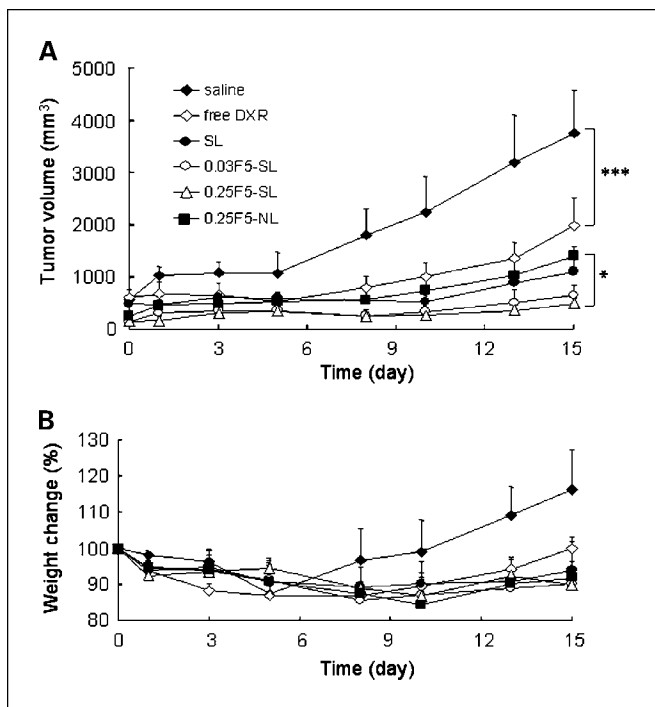 A
Tumor volume (mm³)
5000
4000
3000
2000
1000
0
saline
free DXR
SL
0.03F5-SL
0.25F5-SL
0.25F5-NL
***
*
0 3 6 9 12 15
Time (day)
B
Weight change (%)
130
120
110
100
90
80
0 3 6 9 12 15
Time (day)